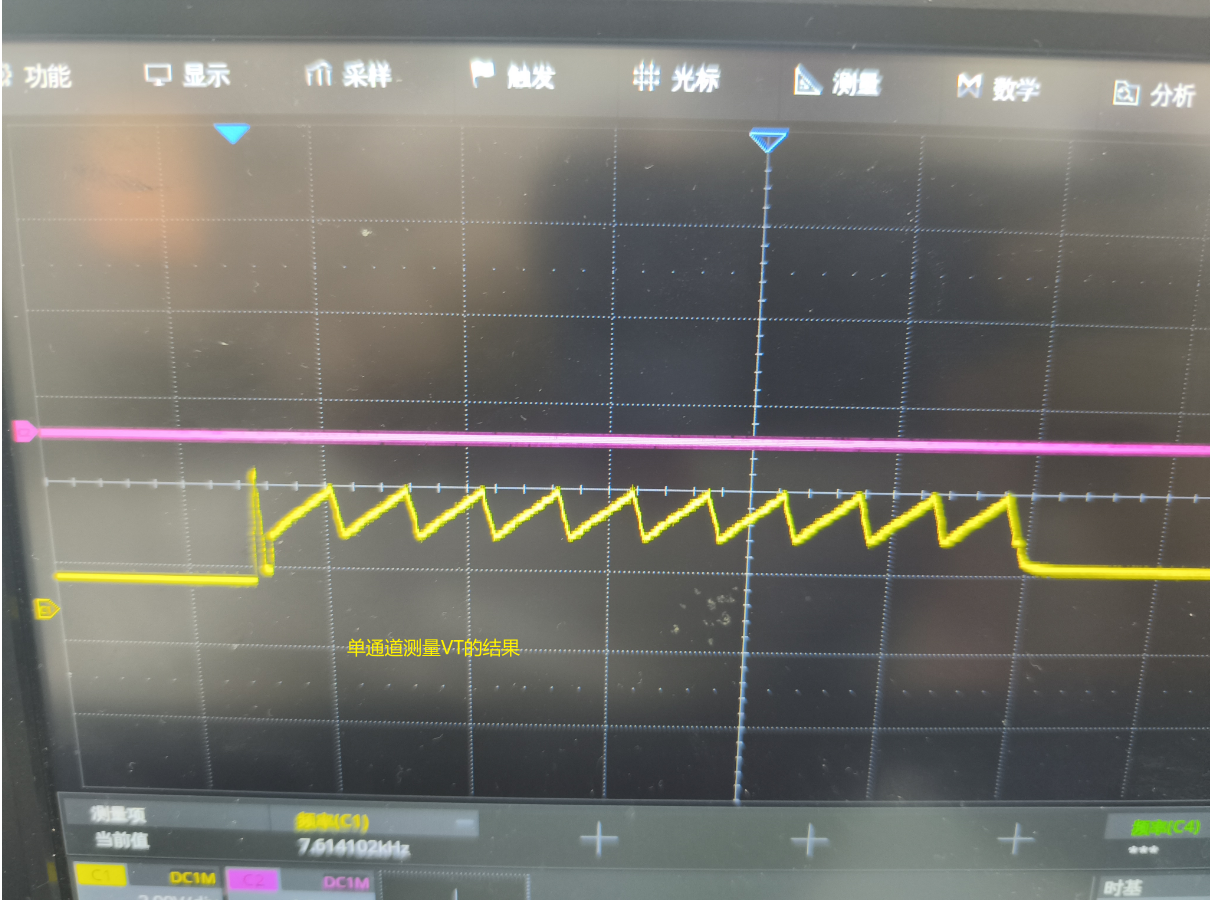 功能 显示 采样 触发 光标 测量 数学 分析
单通道测量VT的结果
测量项 频率(C1) 频率(C4)
当前值 7.614102kHz ***
C1 DC1M C2 DC1M
时基